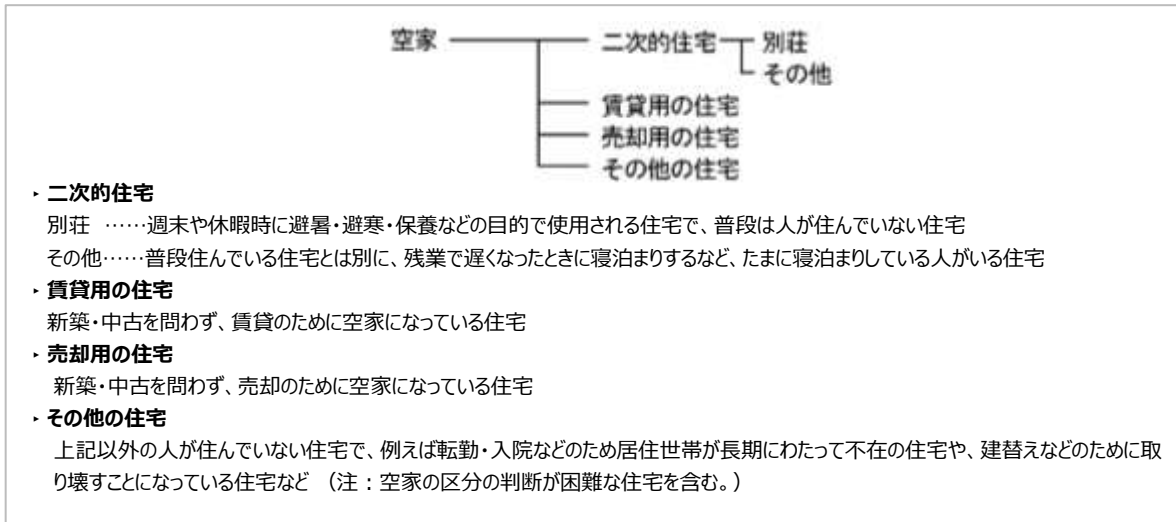 空家 二次的住宅 別荘
その他
賃貸用の住宅
売却用の住宅
その他の住宅
‣ 二次的住宅
別荘 ……週末や休暇時に避暑・避寒・保養などの目的で使用される住宅で、普段は人が住んでいない住宅
その他……普段住んでいる住宅とは別に、残業で遅くなったときに寝泊まりするなど、たまに寝泊まりしている人がいる住宅
‣ 賃貸用の住宅
新築・中古を問わず、賃貸のために空家になっている住宅
‣ 売却用の住宅
新築・中古を問わず、売却のために空家になっている住宅
‣ その他の住宅
上記以外の人が住んでいない住宅で、例えば転勤・入院などのため居住世帯が長期にわたって不在の住宅や、建替えなどのために取
り壊すことになっている住宅など （注：空家の区分の判断が困難な住宅を含む。）